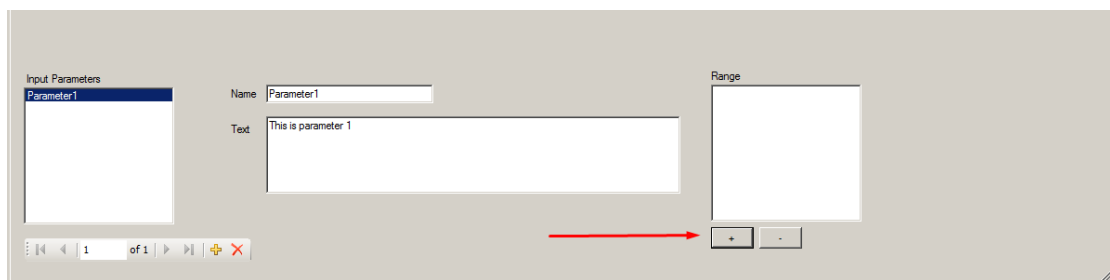 Input Parameters
Parameter1
Name Parameter1
Text This is parameter 1
Range
1 of 1
+ -